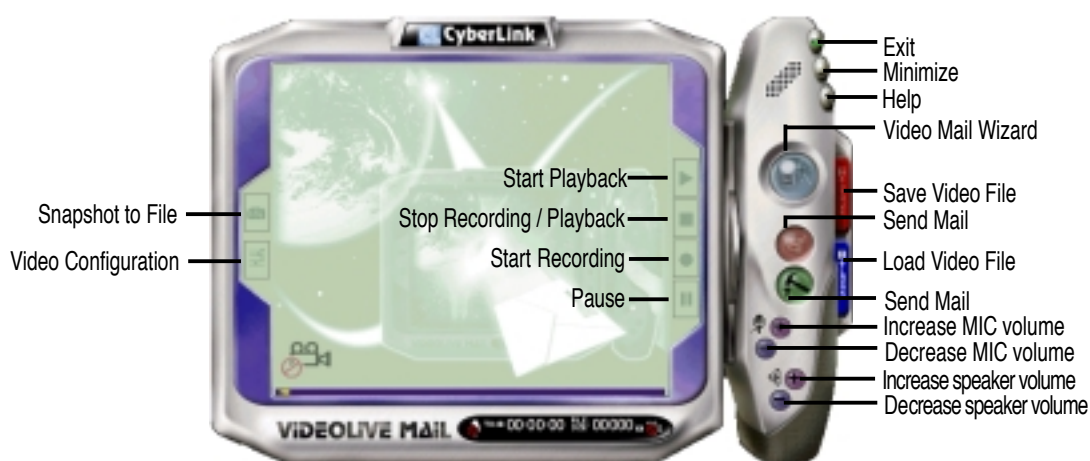 CyberLink
Exit
Minimize
Help
Video Mail Wizard
Start Playback
Save Video File
Snapshot to File
Stop Recording / Playback
Send Mail
Video Configuration
Start Recording
Load Video File
Pause
Send Mail
Increase MIC volume
Decrease MIC volume
Increase speaker volume
Decrease speaker volume
VIDEOLIVE MAIL
00:00:00
00000